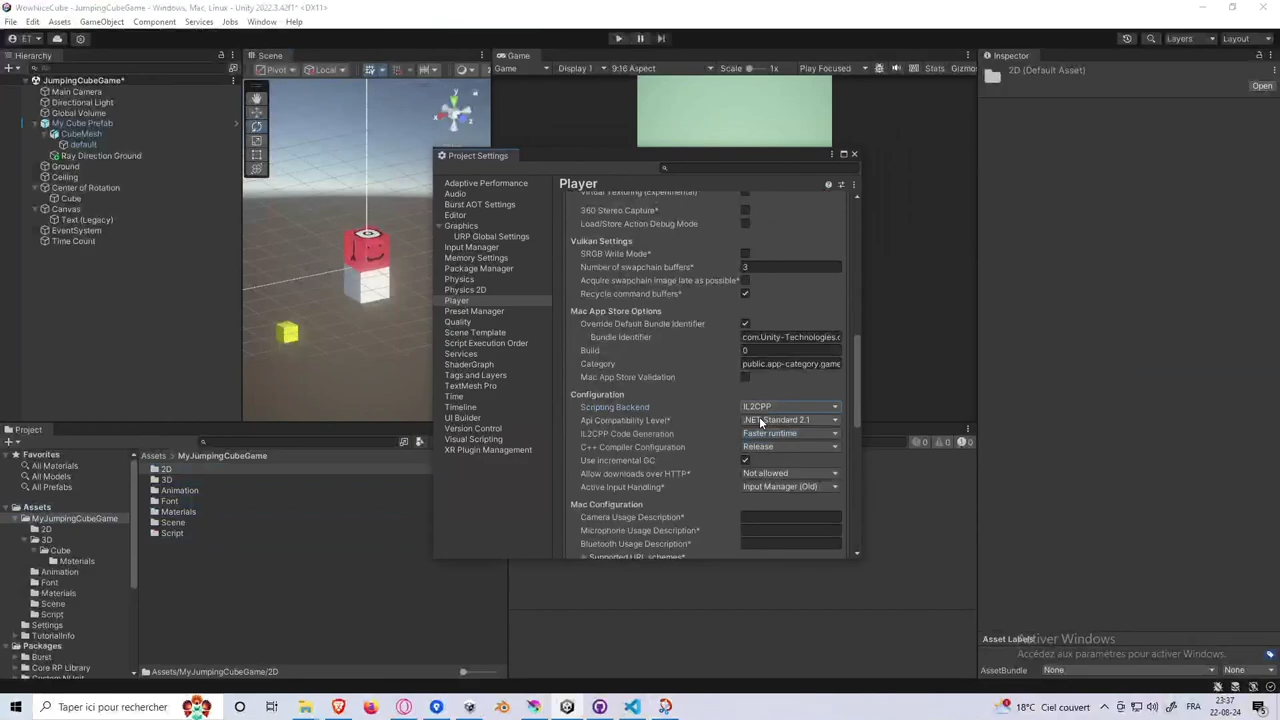 WowNiceCube - JumpingCubeGame - Windows, Mac, Linux - Unity 2022.3.42f1* <DX11>
File Edit Assets GameObject Component Services Jobs Window Help
ET Layers Layout
Hierarchy
All
JumpingCubeGame*
Main Camera
Directional Light
Global Volume
My Cube Prefab
CubeMesh
default
Ray Direction Ground
Ground
Ceiling
Center of Rotation
Cube
Canvas
Text (Legacy)
EventSystem
Time Count
Scene
Pivot Local
y
x
Game
Game Display 1 9:16 Aspect Scale 1x Play Focused Stats Gizmos
Inspector
2D (Default Asset)
Open
Project Settings
Adaptive Performance
Audio
Burst AOT Settings
Editor
Graphics
URP Global Settings
Input Manager
Memory Settings
Package Manager
Physics
Physics 2D
Player
Preset Manager
Quality
Scene Template
Script Execution Order
Services
ShaderGraph
Tags and Layers
TextMesh Pro
Time
Timeline
UI Builder
Version Control
Visual Scripting
XR Plugin Management
Player
Virtual Texturing (Experimental)
360 Stereo Capture*
Load/Store Action Debug Mode
Vulkan Settings
SRGB Write Mode*
Number of swapchain buffers* 3
Acquire swapchain image late as possible*
Recycle command buffers*
Mac App Store Options
Override Default Bundle Identifier
Bundle Identifier com.Unity-Technologies.c
Build 0
Category public.app-category.game
Mac App Store Validation
Configuration
Scripting Backend IL2CPP
Api Compatibility Level* .NET Standard 2.1
IL2CPP Code Generation Faster runtime
C++ Compiler Configuration Release
Use incremental GC
Allow downloads over HTTP* Not allowed
Active Input Handling* Input Manager (Old)
Mac Configuration
Camera Usage Description*
Microphone Usage Description*
Bluetooth Usage Description*
Supported URL schemes*
Project
Favorites
All Materials
All Models
All Prefabs
Assets
MyJumpingCubeGame
2D
3D
Cube
Materials
Animation
Font
Materials
Scene
Script
Settings
TutorialInfo
Packages
Burst
Core RP Library
Assets > MyJumpingCubeGame
2D
3D
Animation
Font
Materials
Scene
Script
Assets/MyJumpingCubeGame/2D
0 0 0
Asset Labels
Activer Windows
Accédez aux paramètres pour activer Windows.
AssetBundle None None
Taper ici pour rechercher
18°C Ciel couvert FRA 23:37
22-08-24